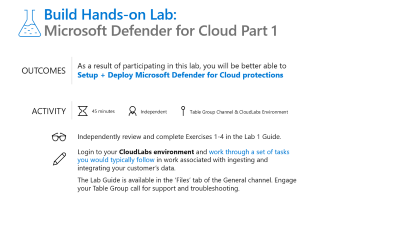 Build Hands-on Lab:
Microsoft Defender for Cloud Part 1
OUTCOMES
As a result of participating in this lab, you will be better able to
Setup + Deploy Microsoft Defender for Cloud protections
ACTIVITY
45 minutes
Independent
Table Group Channel & CloudLabs Environment
Independently review and complete Exercises 1-4 in the Lab 1 Guide.
Login to your CloudLabs environment and work through a set of tasks
you would typically follow in work associated with ingesting and
integrating your customer's data.
The Lab Guide is available in the 'Files' tab of the General channel. Engage
your Table Group call for support and troubleshooting.